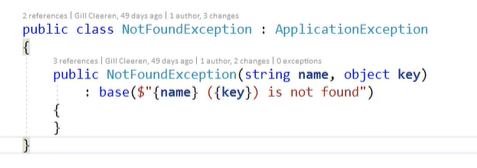 2 references | Gill Cleeren, 49 days ago | 1 author, 3 changes
public class NotFoundException : ApplicationException
{
3 references | Gill Cleeren, 49 days ago | 1 author, 2 changes | 0 exceptions
public NotFoundException(string name, object key)
: base($"{name} ({key}) is not found")
{
}
}